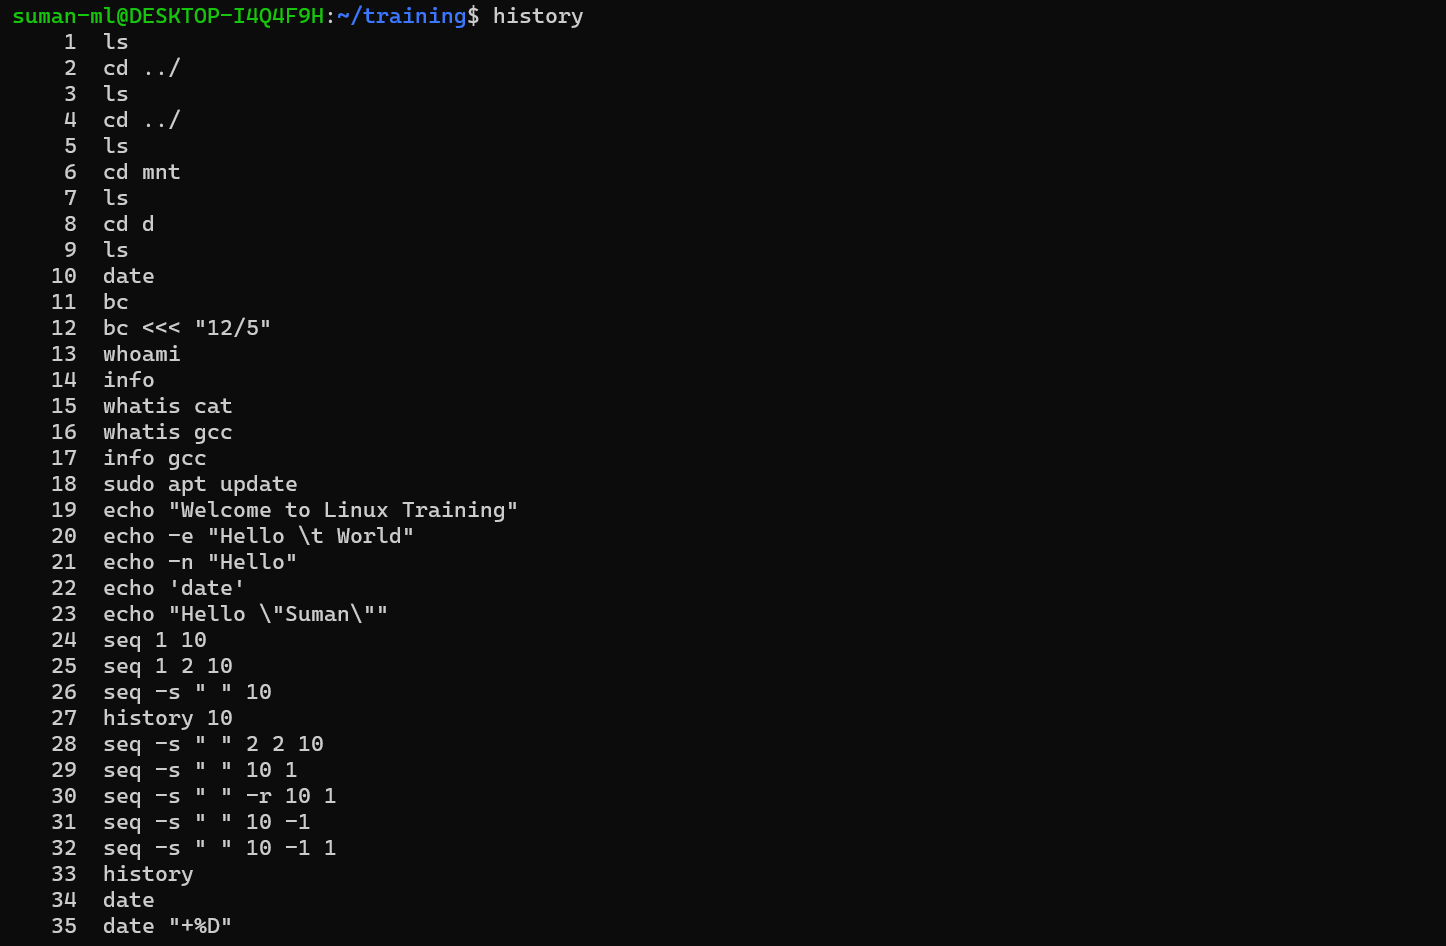 suman-ml@DESKTOP-I4Q4F9H:~/training$ history
1 ls
2 cd ../
3 ls
4 cd ../
5 ls
6 cd mnt
7 ls
8 cd d
9 ls
10 date
11 bc
12 bc <<< "12/5"
13 whoami
14 info
15 whatis cat
16 whatis gcc
17 info gcc
18 sudo apt update
19 echo "Welcome to Linux Training"
20 echo -e "Hello \t World"
21 echo -n "Hello"
22 echo 'date'
23 echo "Hello \"Suman\""
24 seq 1 10
25 seq 1 2 10
26 seq -s " " 10
27 history 10
28 seq -s " " 2 2 10
29 seq -s " " 10 1
30 seq -s " " -r 10 1
31 seq -s " " 10 -1
32 seq -s " " 10 -1 1
33 history
34 date
35 date "+%D"